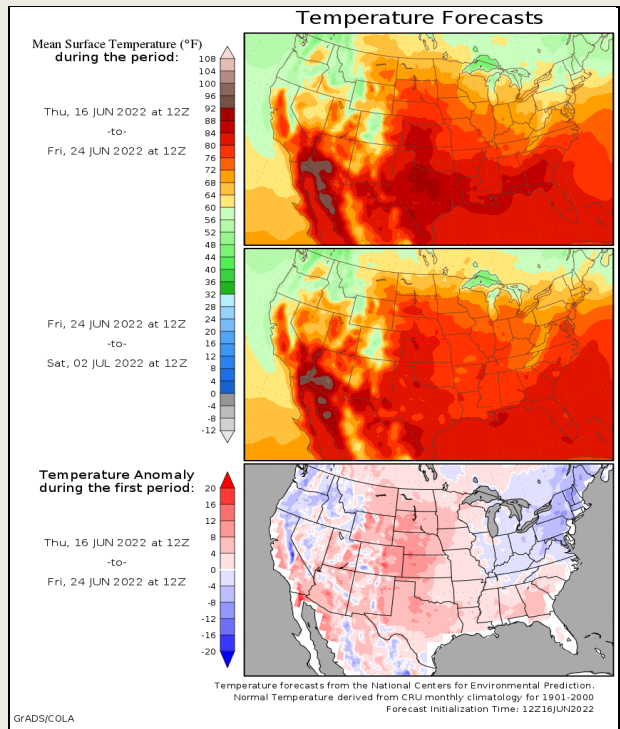 Temperature Forecasts
Mean Surface Temperature (°F)
during the period:
108
104
100
96
92
88
84
80
76
72
68
64
60
56
52
48
44
40
36
32
28
24
20
16
12
8
4
0
-4
-8
-12
Thu, 16 JUN 2022 at 12Z
-to-
Fri, 24 JUN 2022 at 12Z
Fri, 24 JUN 2022 at 12Z
-to-
Sat, 02 JUL 2022 at 12Z
Temperature Anomaly
during the first period:
20
16
12
8
4
0
-4
-8
-12
-16
-20
Thu, 16 JUN 2022 at 12Z
-to-
Fri, 24 JUN 2022 at 12Z
Temperature forecasts from the National Centers for Environmental Prediction.
Normal Temperature derived from CRU monthly climatology for 1901-2000
Forecast Initialization Time: 12Z16JUN2022
GrADS/COLA